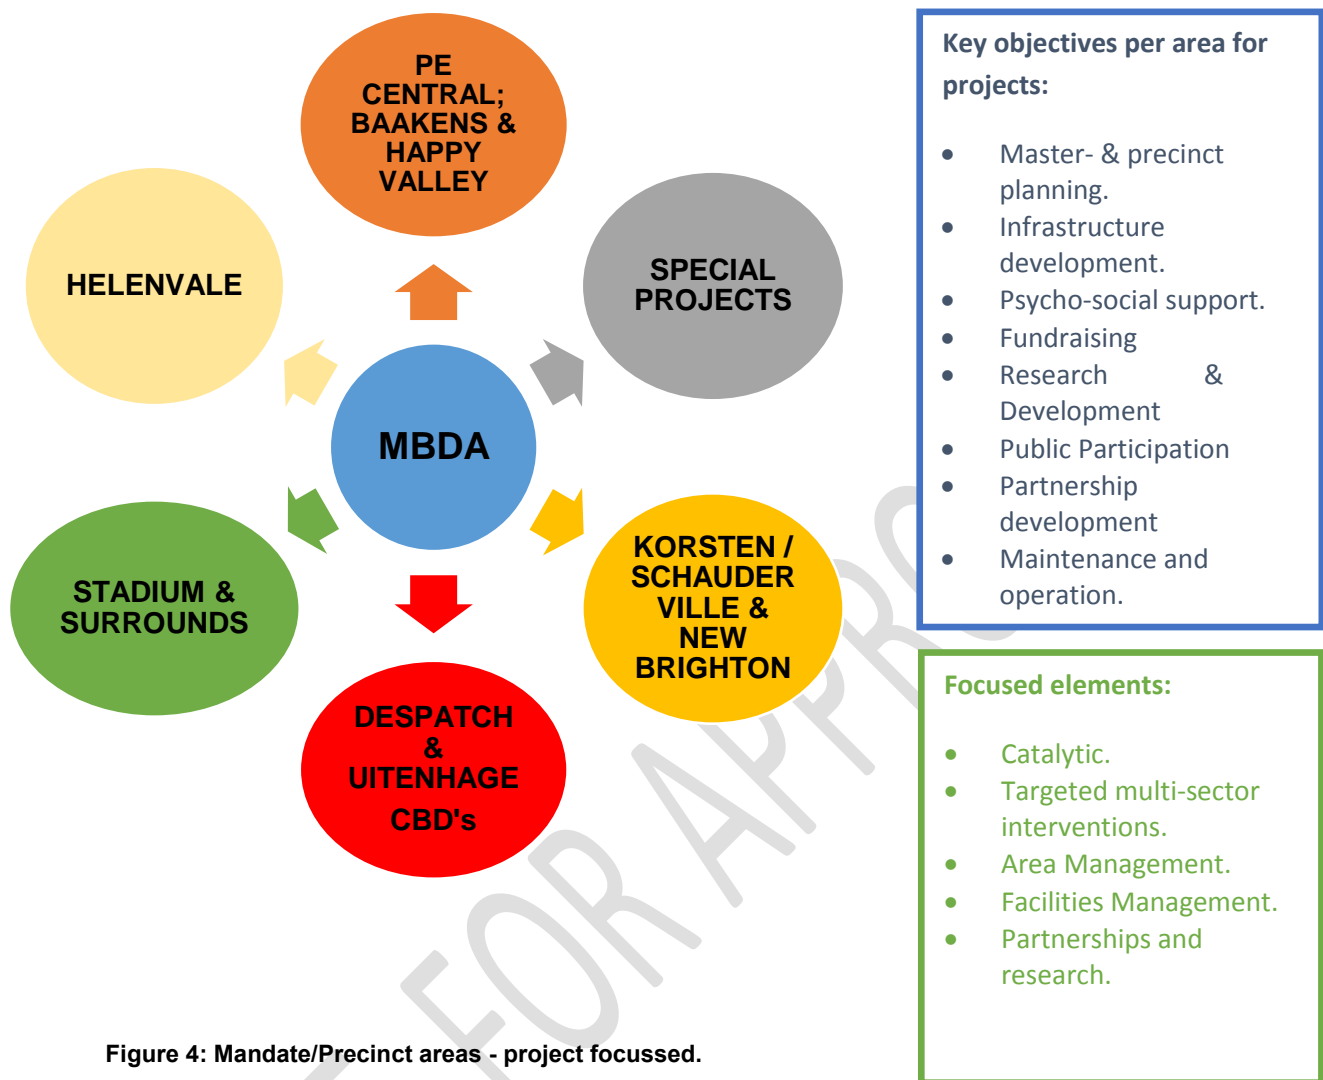 PE
CENTRAL;
BAAKENS &
HAPPY
VALLEY
HELENVALE
SPECIAL
PROJECTS
MBDA
STADIUM &
SURROUNDS
KORSTEN /
SCHAUDER
VILLE &
NEW
BRIGHTON
DESPATCH
&
UITENHAGE
CBD's
Key objectives per area for
projects:
• Master- & precinct
planning.
• Infrastructure
development.
• Psycho-social support.
• Fundraising
• Research &
Development
• Public Participation
• Partnership
development
• Maintenance and
operation.
Focused elements:
• Catalytic.
• Targeted multi-sector
interventions.
• Area Management.
• Facilities Management.
• Partnerships and
research.
Figure 4: Mandate/Precinct areas - project focussed.
FOR